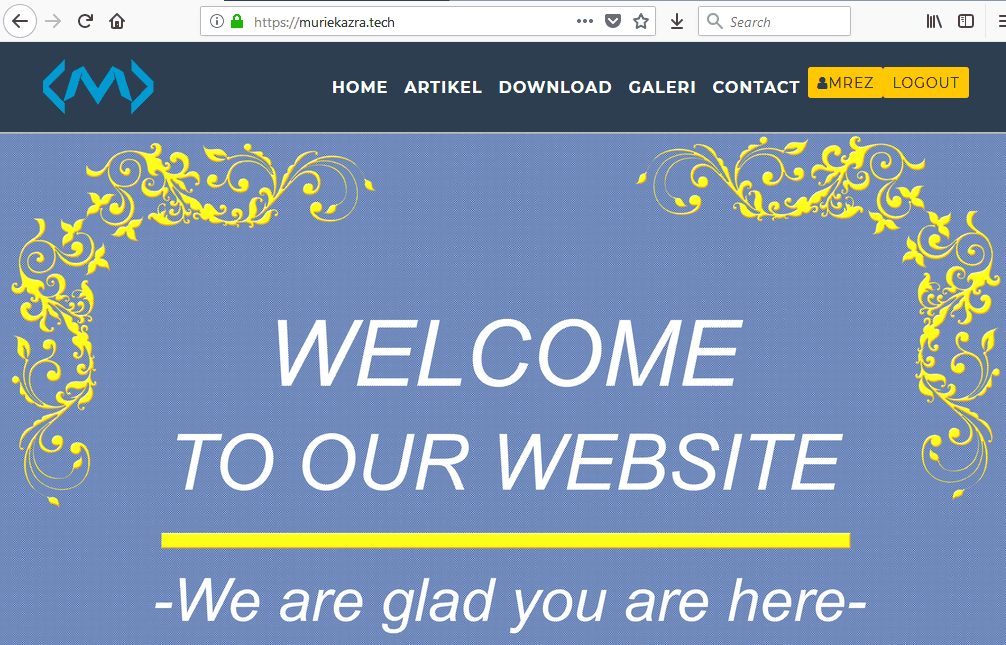 https://muriekazra.tech
Search
<M>
HOME ARTIKEL DOWNLOAD GALERI CONTACT MREZ LOGOUT
WELCOME
TO OUR WEBSITE
-We are glad you are here-